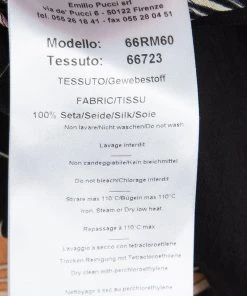 Emilio Pucci srl
Via de' Pucci 6 - 50122 Firenze
055 26 18 41 - fax 055 28 04 51
Modello: 66RM60
Tessuto: 66723
TESSUTO/Gewebestoff
FABRIC/TISSU
100% Seta/Seide/Silk/Soie
Non lavare/Nicht waschen/Do not wash
Lavage interdit
Non candeggiabile/Kein bleichmittel
Do not bleach/Chlorage interdit
Stirare max 110°C/Bugeln max 110°C
Iron, Steam or Dry low heat.
Repassage à 110°C max
Lavaggio a secco con tetracloroetilene
Trocken Reinigung mit Tetracloroetilene
Dry clean with perchloroethylene
Nettoyage à sec au perchloroethylene